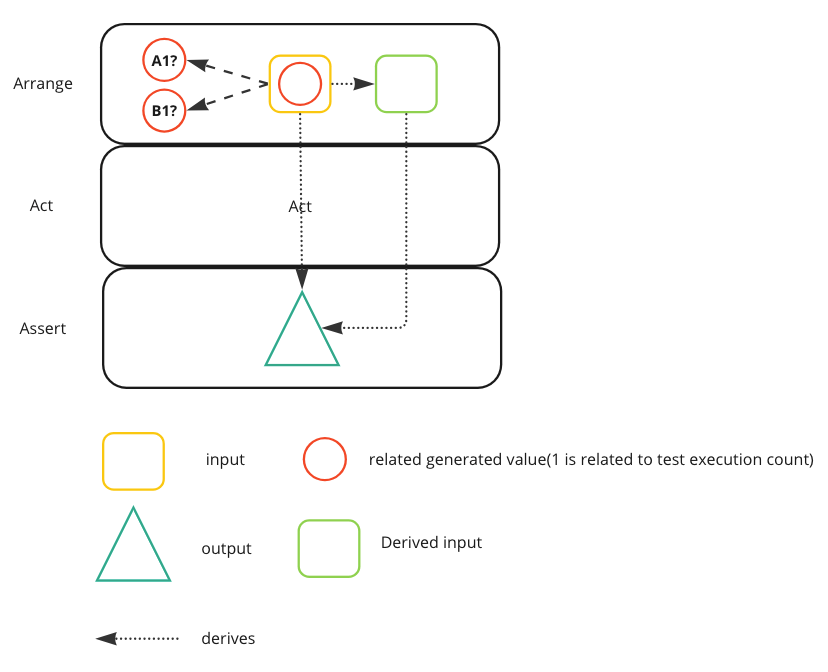 A1?
Arrange
B1?
Act
Act
Assert
input
related generated value(1 is related to test execution count)
output
Derived input
derives